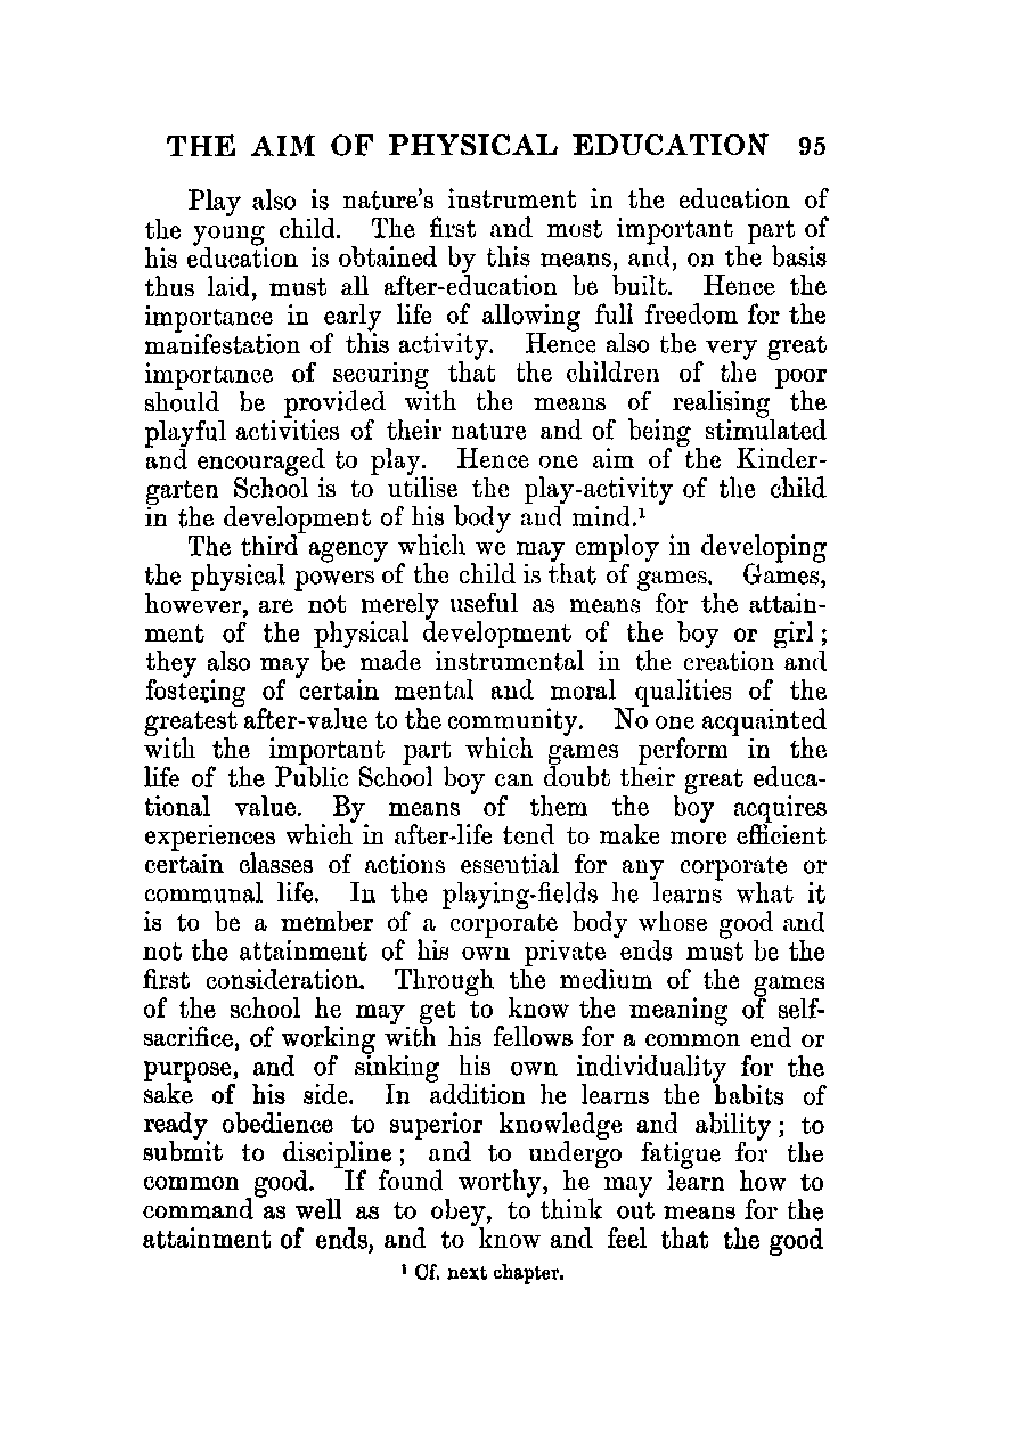 THE AIM OF PHYSICAL EDUCATION 95
Play also is nature's instrument in the education of
the young child. The first and most important part of
his education is obtained by this means, and, on the basis
thus laid, must all after-education be built. Hence the
importance in early life of allowing full freedom for the
manifestation of this activity. Hence also the very great
importance of securing that the children of the poor
should be provided with the means of realising the
playful activities of their nature and of being stimulated
and encouraged to play. Hence one aim of the Kinder-
garten School is to utilise the play-activity of the child
in the development of his body and mind.¹
The third agency which we may employ in developing
the physical powers of the child is that of games. Games,
however, are not merely useful as means for the attain-
ment of the physical development of the boy or girl;
they also may be made instrumental in the creation and
fostering of certain mental and moral qualities of the
greatest after-value to the community. No one acquainted
with the important part which games perform in the
life of the Public School boy can doubt their great educa-
tional value. By means of them the boy acquires
experiences which in after-life tend to make more efficient
certain classes of actions essential for any corporate or
communal life. In the playing-fields he learns what it
is to be a member of a corporate body whose good and
not the attainment of his own private ends must be the
first consideration. Through the medium of the games
of the school he may get to know the meaning of self-
sacrifice, of working with his fellows for a common end or
purpose, and of sinking his own individuality for the
sake of his side. In addition he learns the habits of
ready obedience to superior knowledge and ability; to
submit to discipline; and to undergo fatigue for the
common good. If found worthy, he may learn how to
command as well as to obey, to think out means for the
attainment of ends, and to know and feel that the good
¹ Cf. next chapter.